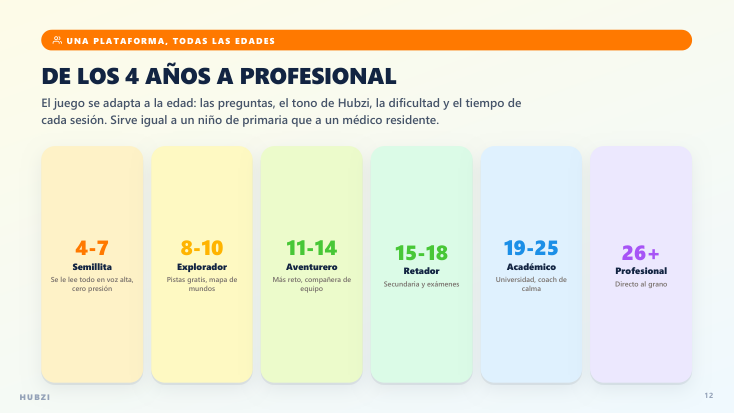 UNA PLATAFORMA, TODAS LAS EDADES
DE LOS 4 AÑOS A PROFESIONAL
El juego se adapta a la edad: las preguntas, el tono de Hubzi, la dificultad y el tiempo de
cada sesión. Sirve igual a un niño de primaria que a un médico residente.
4-7
Semillita
Se le lee todo en voz alta,
cero presión
8-10
Explorador
Pistas gratis, mapa de
mundos
11-14
Aventurero
Más reto, compañera de
equipo
15-18
Retador
Secundaria y exámenes
19-25
Académico
Universidad, coach de
calma
26+
Profesional
Directo al grano
HUBZI
12